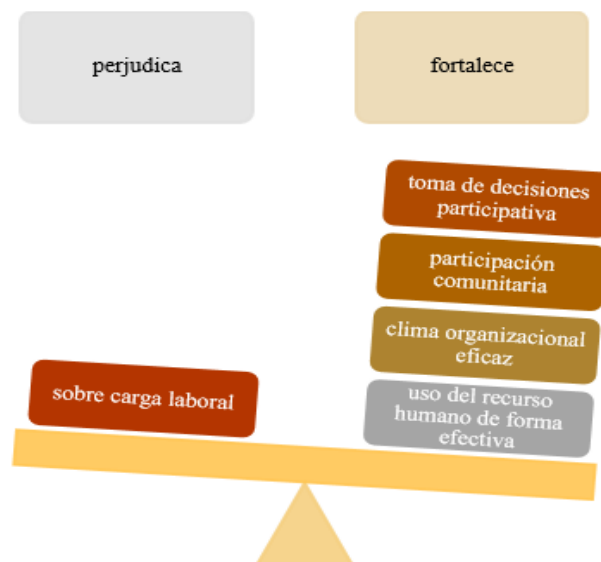 perjudica
fortalece
toma de decisiones
participativa
participación
comunitaria
clima organizacional
eficaz
sobre carga laboral
uso del recurso
humano de forma
efectiva